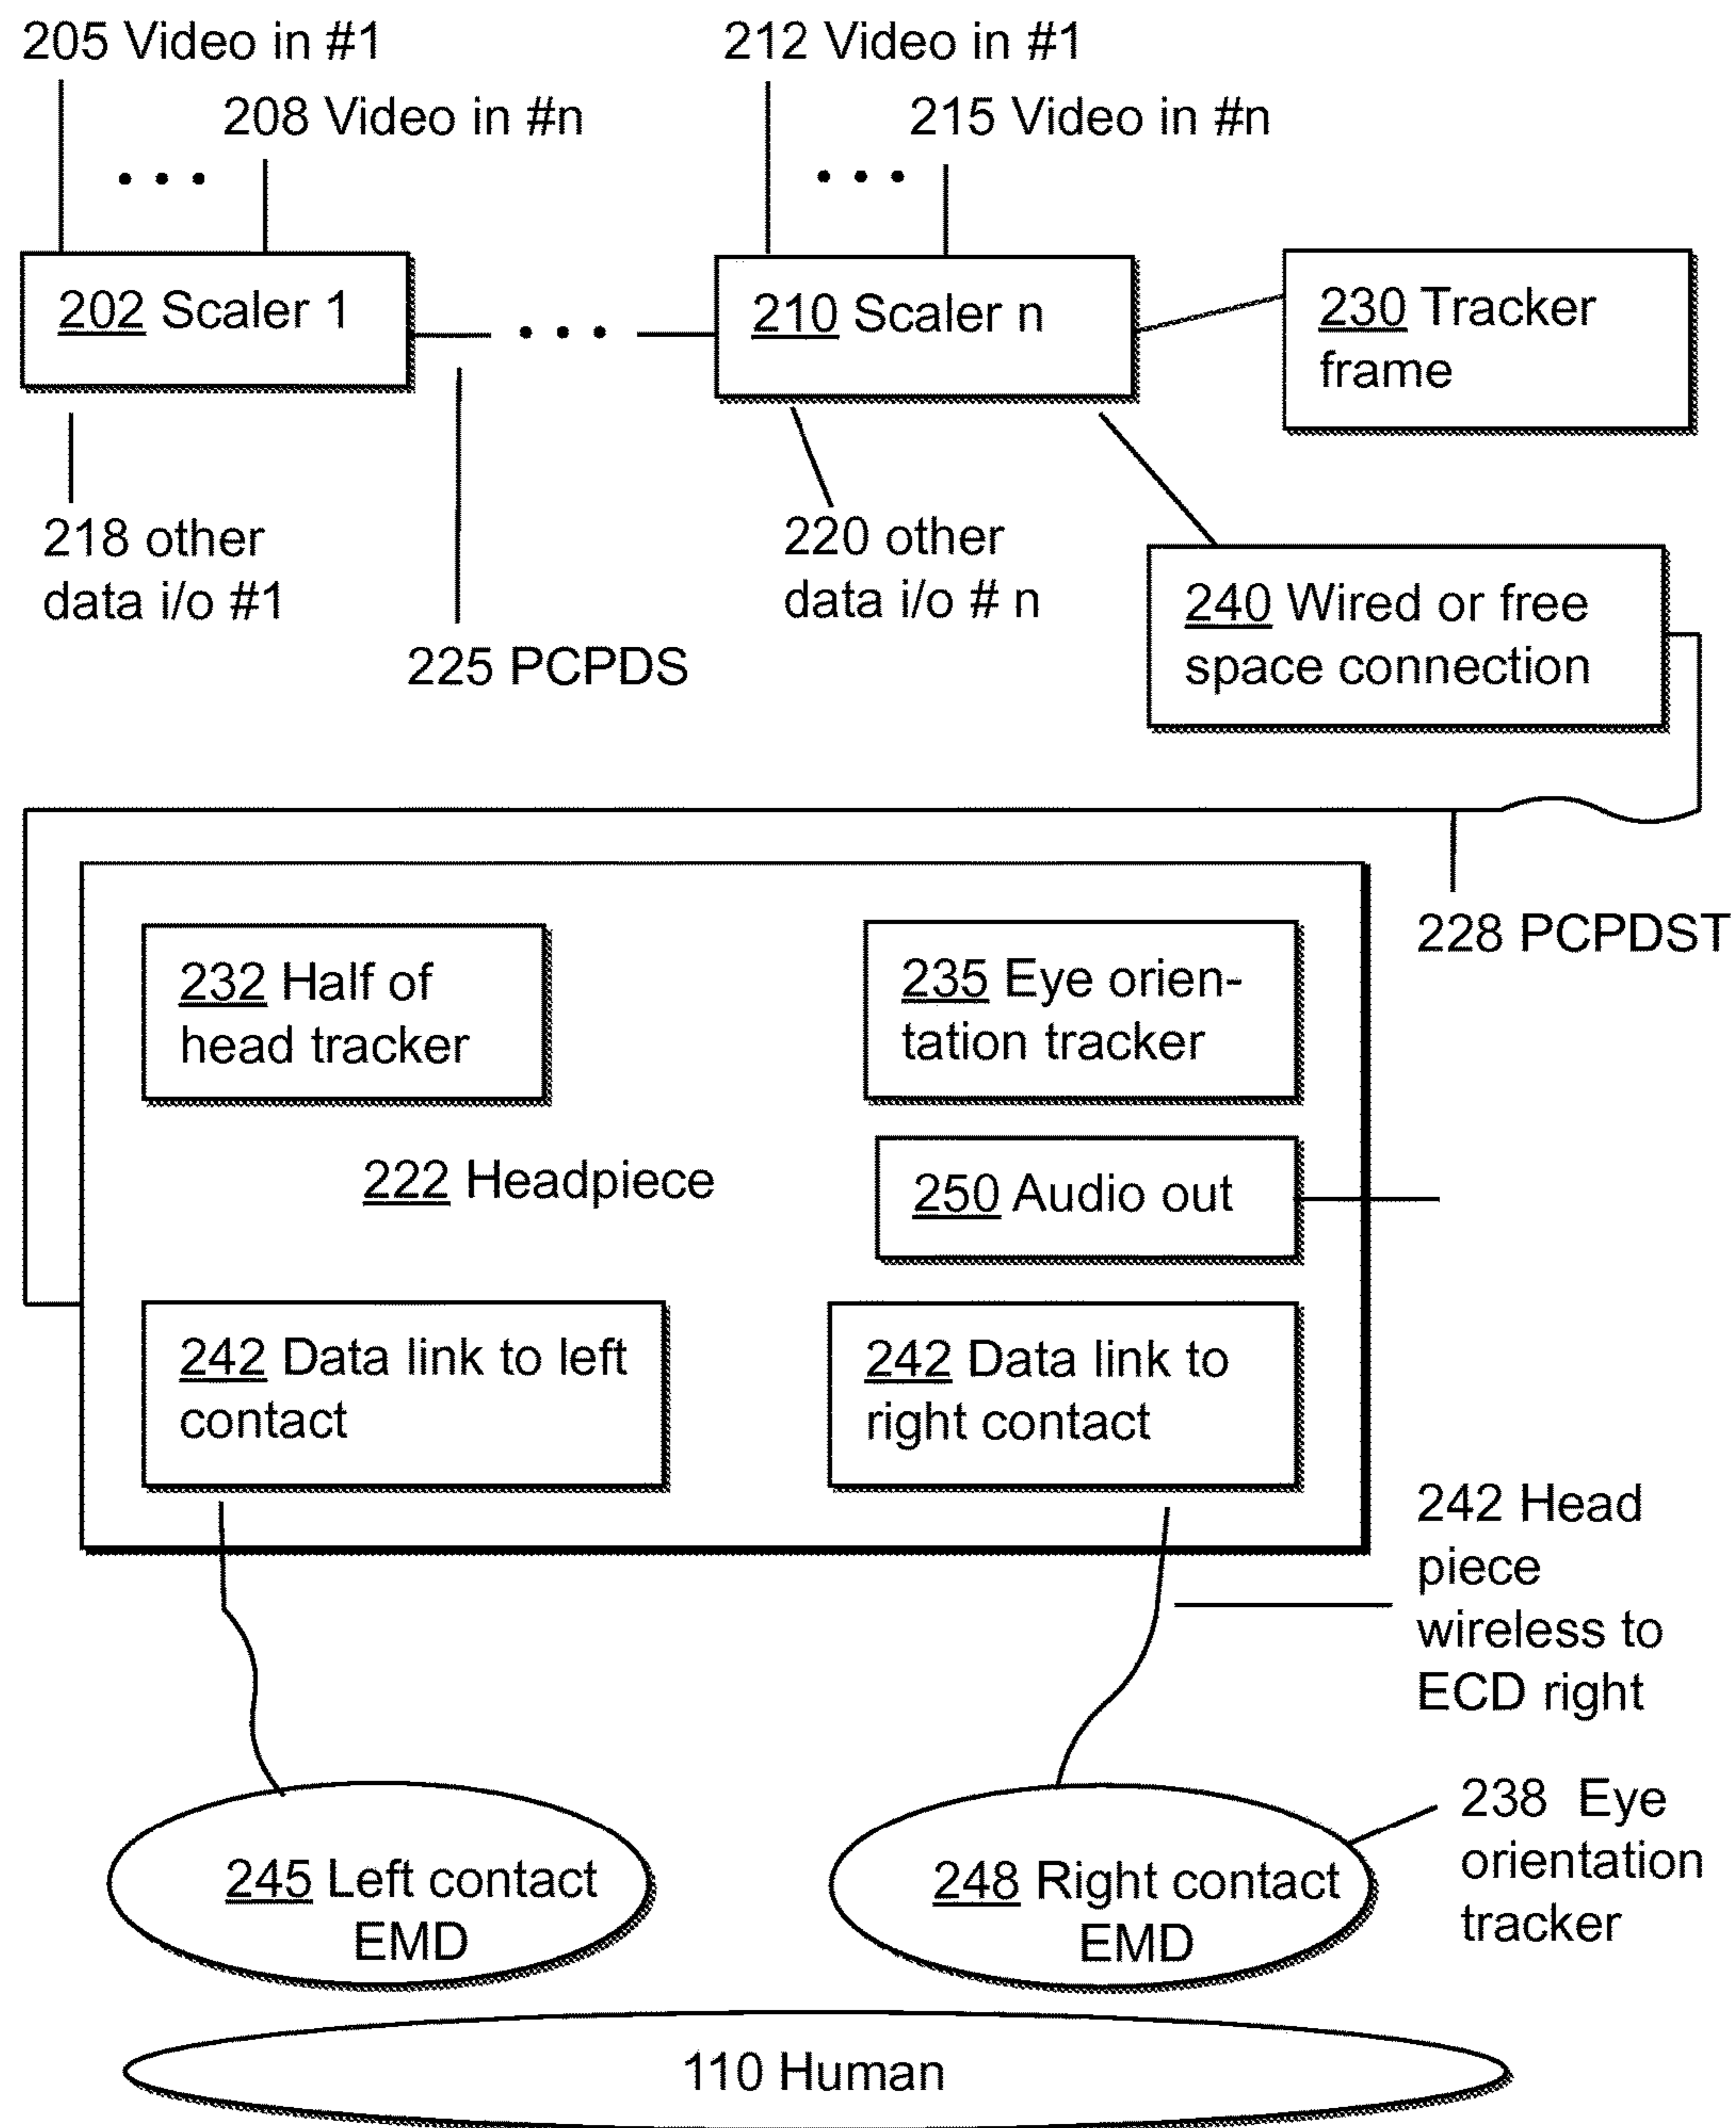 205 Video in #1
212 Video in #1
208 Video in #n
215 Video in #n
202 Scaler 1
210 Scaler n
230 Tracker
frame
218 other
data i/o #1
220 other
data i/o # n
225 PCPDS
240 Wired or free
space connection
228 PCPDST
232 Half of
head tracker
235 Eye orien-
tation tracker
222 Headpiece
250 Audio out
242 Data link to left
contact
242 Data link to
right contact
242 Head
piece
wireless to
ECD right
238 Eye
orientation
tracker
245 Left contact
EMD
248 Right contact
EMD
110 Human